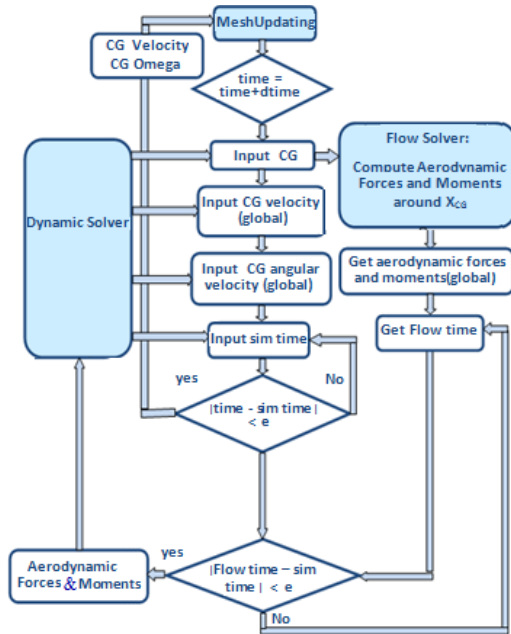 MeshUpdating
CG Velocity
CG Omega
time =
time+dtime
Input CG
Flow Solver:
Compute Aerodynamic
Forces and Moments
around XCG
Dynamic Solver
Input CG velocity
(global)
Get aerodynamic forces
and moments(global)
Input CG angular
velocity (global)
Input sim time
Get Flow time
yes
No
|time - sim time|
< e
yes
|Flow time – sim
time | < e
Aerodynamic
Forces & Moments
No